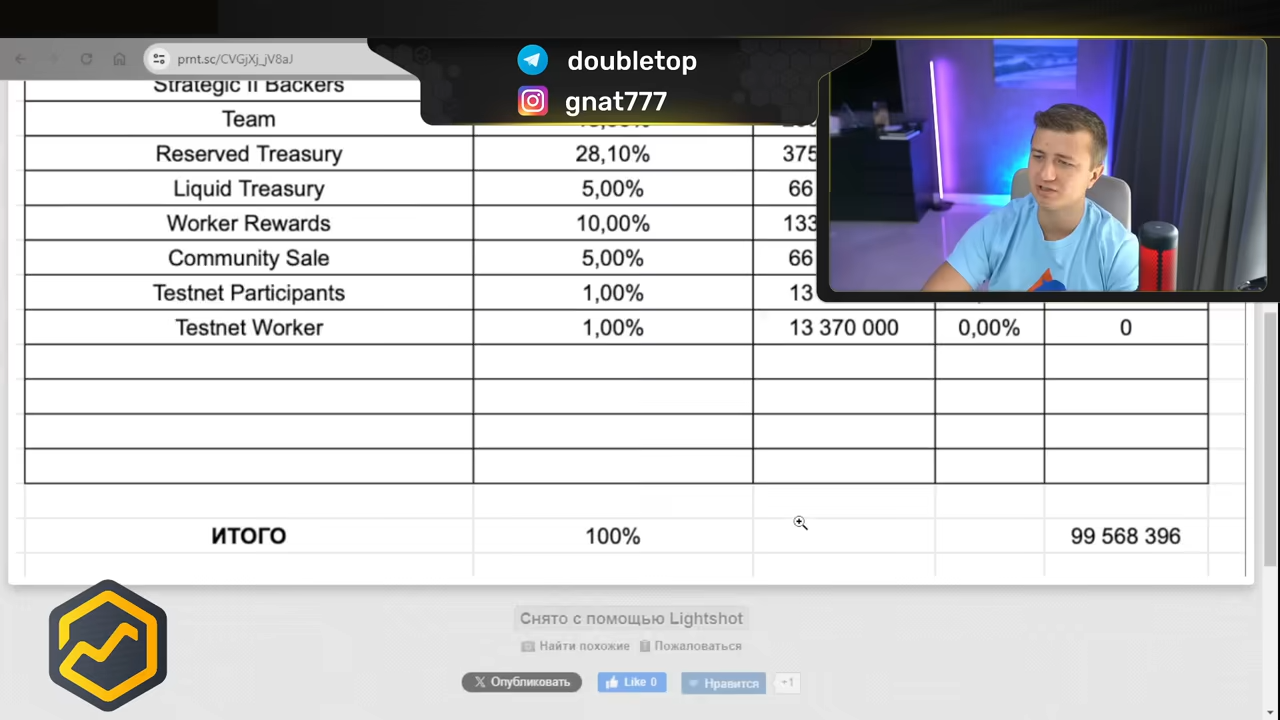 prnt.sc/CVGjXj_jV8aJ
doubletop
gnat777
Strategic II Backers
Team
Reserved Treasury 28,10% 375
Liquid Treasury 5,00% 66
Worker Rewards 10,00% 133
Community Sale 5,00% 66
Testnet Participants 1,00% 13
Testnet Worker 1,00% 13 370 000 0,00% 0
ИТОГО 100% 99 568 396
Снято с помощью Lightshot
Найти похожие Пожаловаться
Опубликовать Like 0 Нравится +1